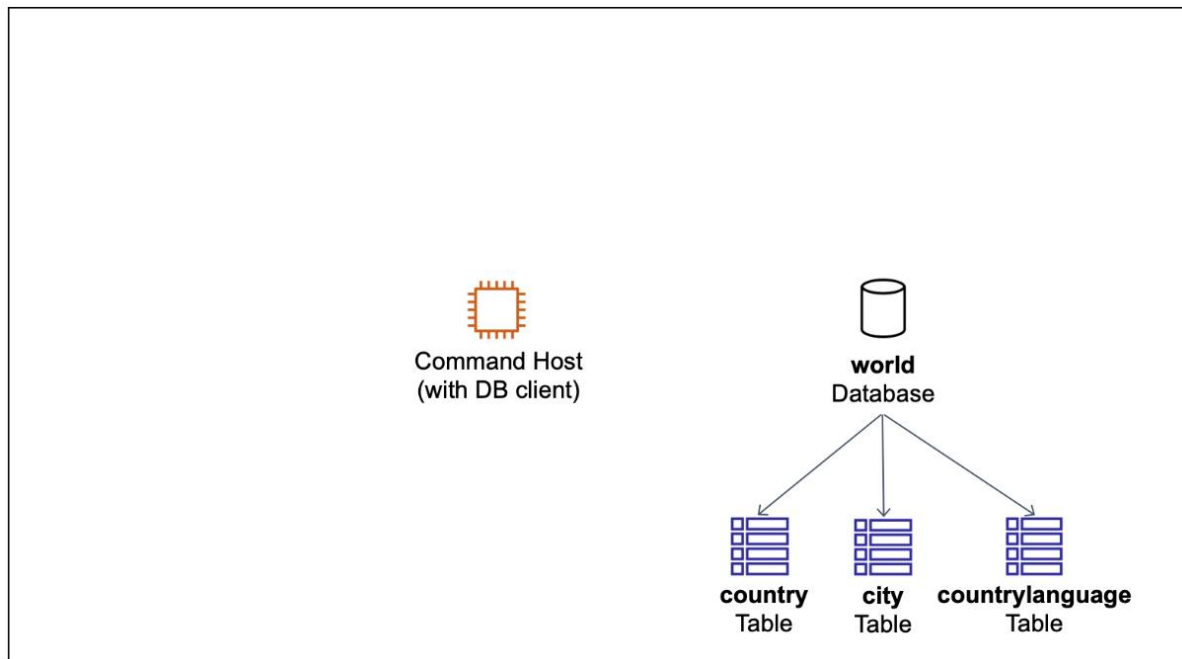 Command Host
(with DB client)
world
Database
country
Table
city
Table
countrylanguage
Table